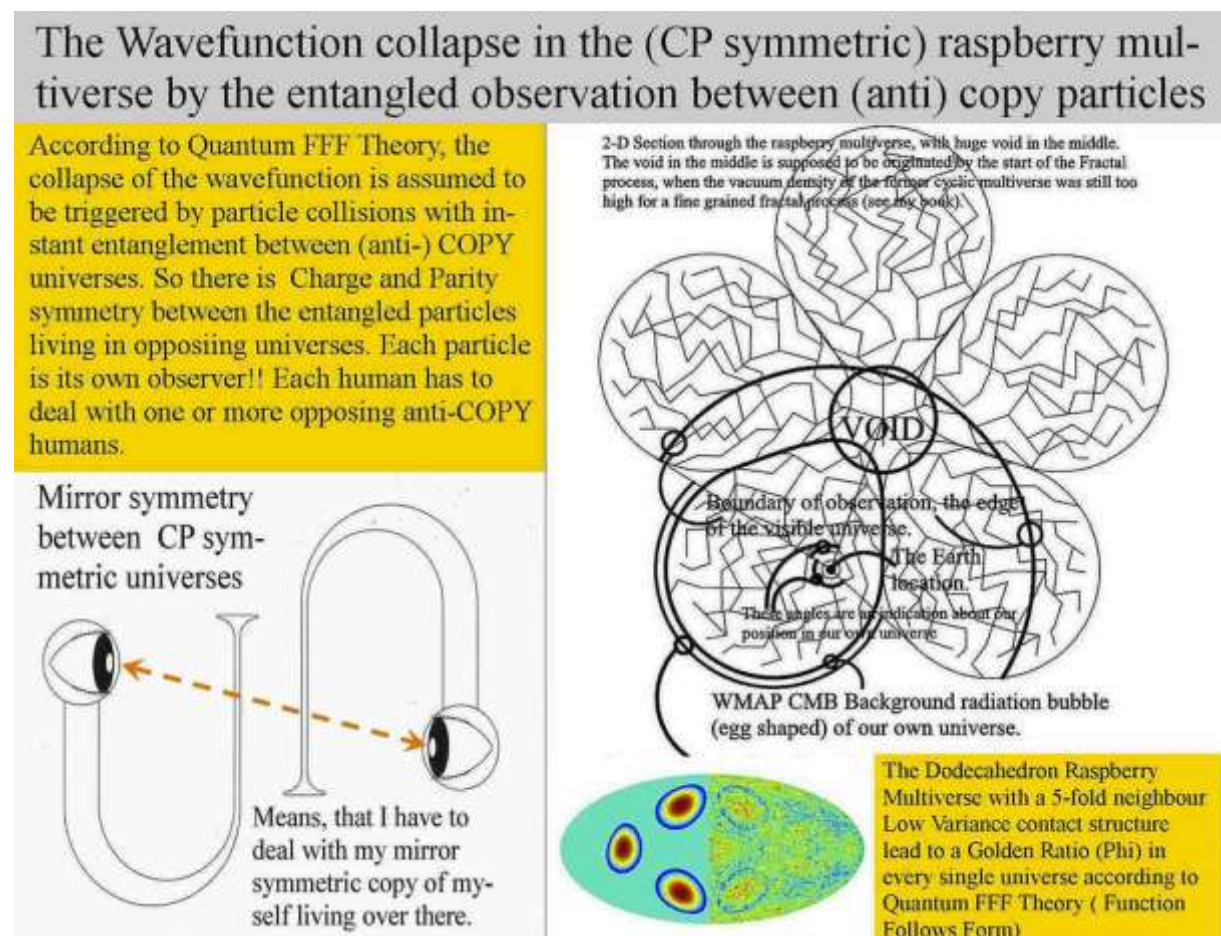 The Wavefunction collapse in the (CP symmetric) raspberry mul-
tiverse by the entangled observation between (anti) copy particles
According to Quantum FFF Theory, the
collapse of the wavefunction is assumed to
be triggered by particle collisions with in-
stant entanglement between (anti-) COPY
universes. So there is Charge and Parity
symmetry between the entangled particles
living in opposiing universes. Each particle
is its own observer!! Each human has to
deal with one or more opposing anti-COPY
humans.
Mirror symmetry
between CP sym-
metric universes
Means, that I have to
deal with my mirror
symmetric copy of my-
self living over there.
2-D Section through the raspberry multiverse, with huge void in the middle.
The void in the middle is supposed to be originated by the start of the Fractal
process, when the vacuum density of the former cyclic multiverse was still too
high for a fine grained fractal process (see my book).
VOID
Boundary of observation, the edge
of the visible universe.
The Earth
location.
These angles are an indication about our
position in our own universe
WMAP CMB Background radiation bubble
(egg shaped) of our own universe.
The Dodecahedron Raspberry
Multiverse with a 5-fold neighbour
Low Variance contact structure
lead to a Golden Ratio (Phi) in
every single universe according to
Quantum FFF Theory ( Function
Follows Form)